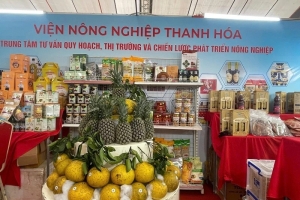 VIỆN NÔNG NGHIỆP THANH HÓA
TRUNG TÂM TƯ VẤN QUY HOẠCH, THỊ TRƯỜNG VÀ CHIẾN LƯỢC PHÁT TRIỂN NÔNG NGHIỆP